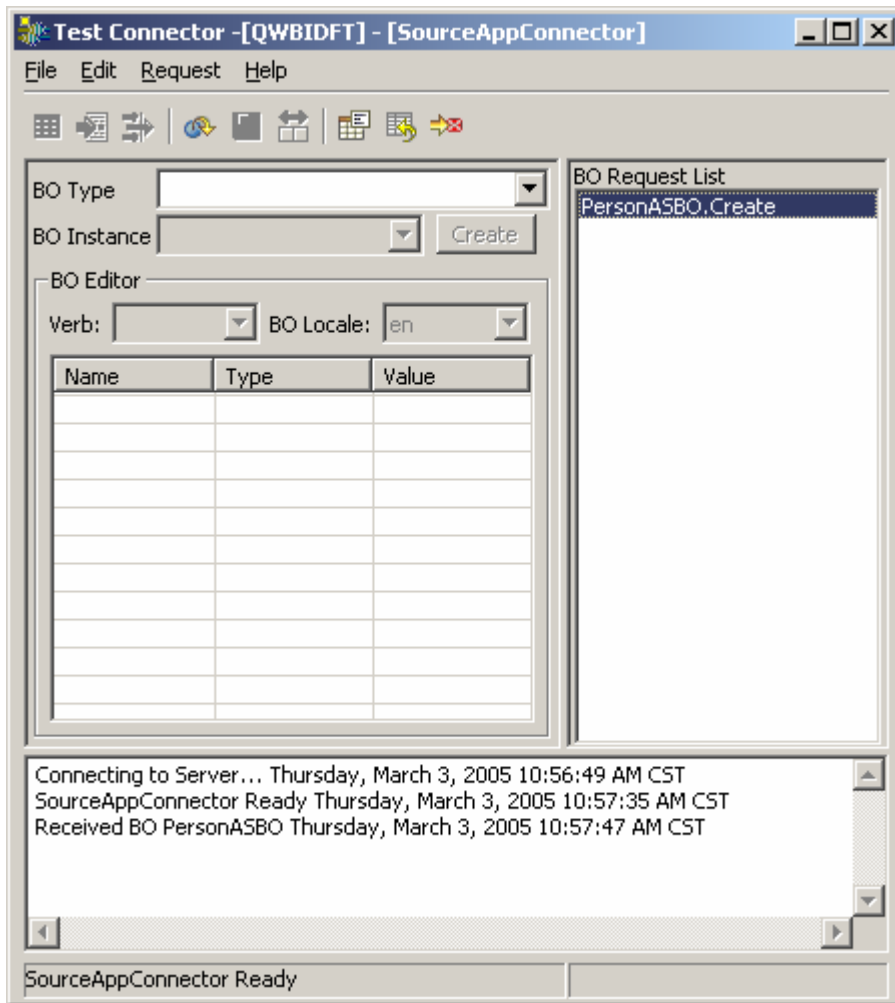 Test Connector -[QWBIDFT] - [SourceAppConnector]
File Edit Request Help
BO Type
BO Instance Create
BO Editor
Verb: BO Locale: en
Name Type Value
BO Request List
PersonASBO.Create
Connecting to Server... Thursday, March 3, 2005 10:56:49 AM CST
SourceAppConnector Ready Thursday, March 3, 2005 10:57:35 AM CST
Received BO PersonASBO Thursday, March 3, 2005 10:57:47 AM CST
SourceAppConnector Ready